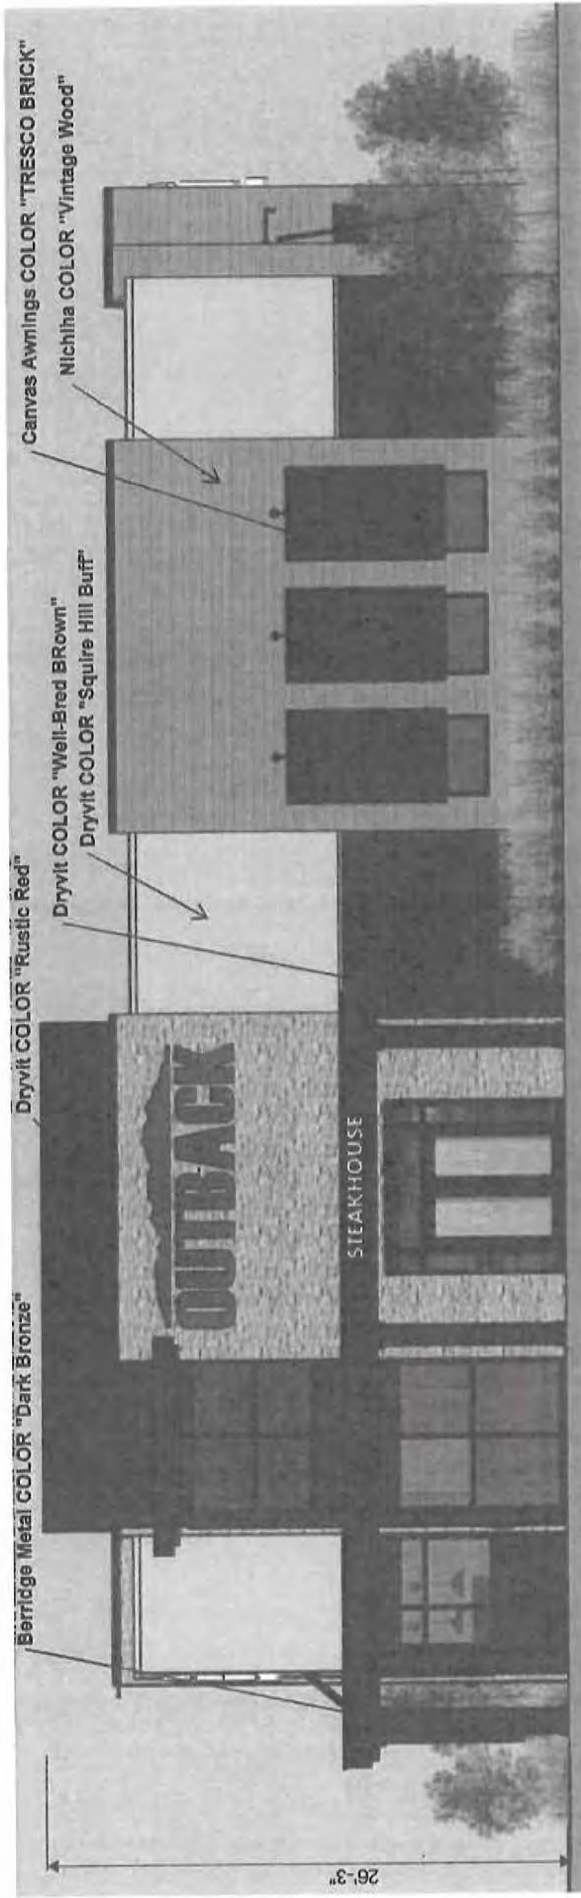 Berridge Metal COLOR "Dark Bronze"
Dryvit COLOR "Rustic Red"
Dryvit COLOR "Well-Bred BRown"
Dryvit COLOR "Squire Hill Buff"
Canvas Awnings COLOR "TRESCO BRICK"
Nichiha COLOR "Vintage Wood"
OUTBACK
STEAKHOUSE
26'-3"